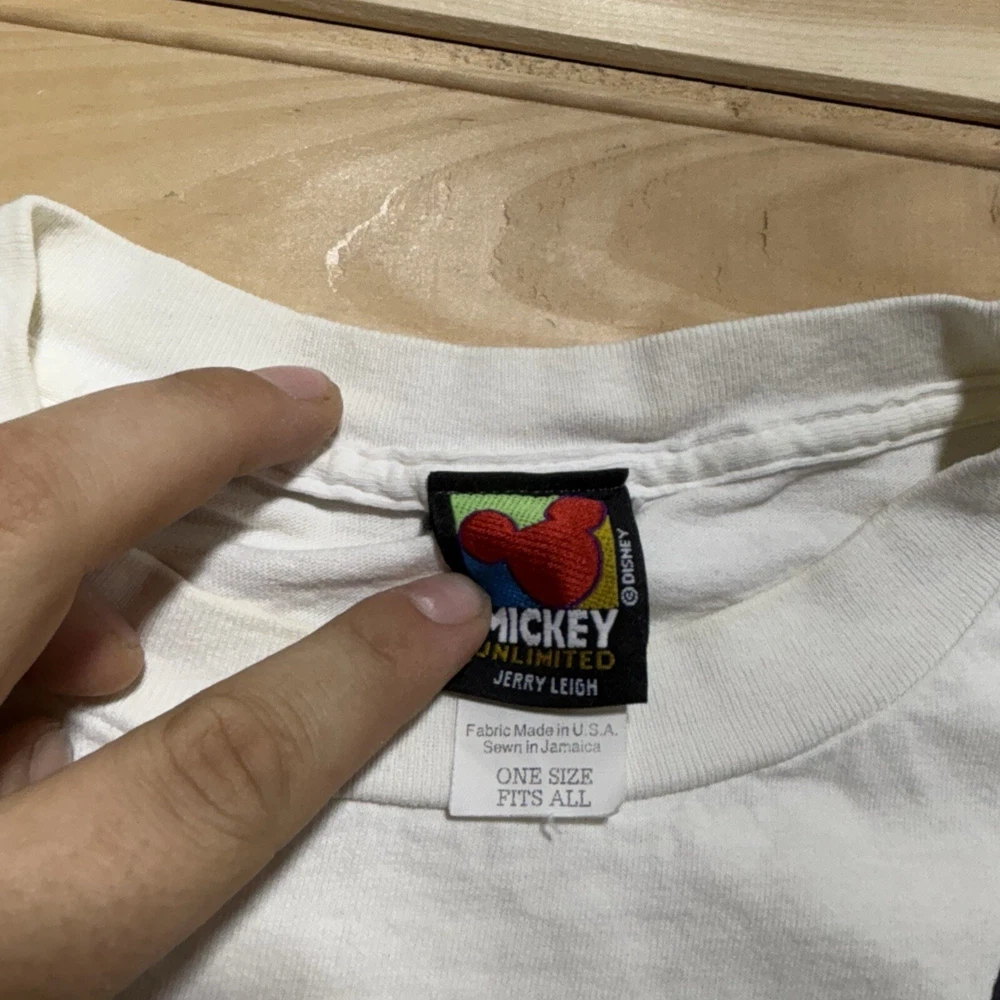 MICKEY
UNLIMITED
JERRY LEIGH
© DISNEY
Fabric Made in U.S.A.
Sewn in Jamaica
ONE SIZE
FITS ALL